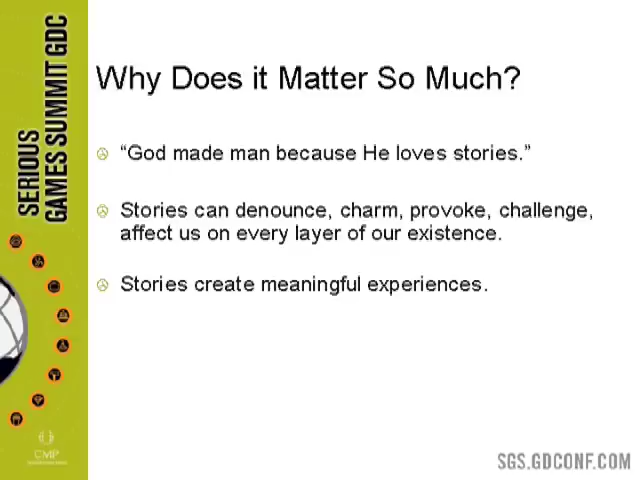 SERIOUS
GAMES SUMMIT GDC
Why Does it Matter So Much?
“God made man because He loves stories.”
Stories can denounce, charm, provoke, challenge,
affect us on every layer of our existence.
Stories create meaningful experiences.
CMP
SGS.GDCONF.COM